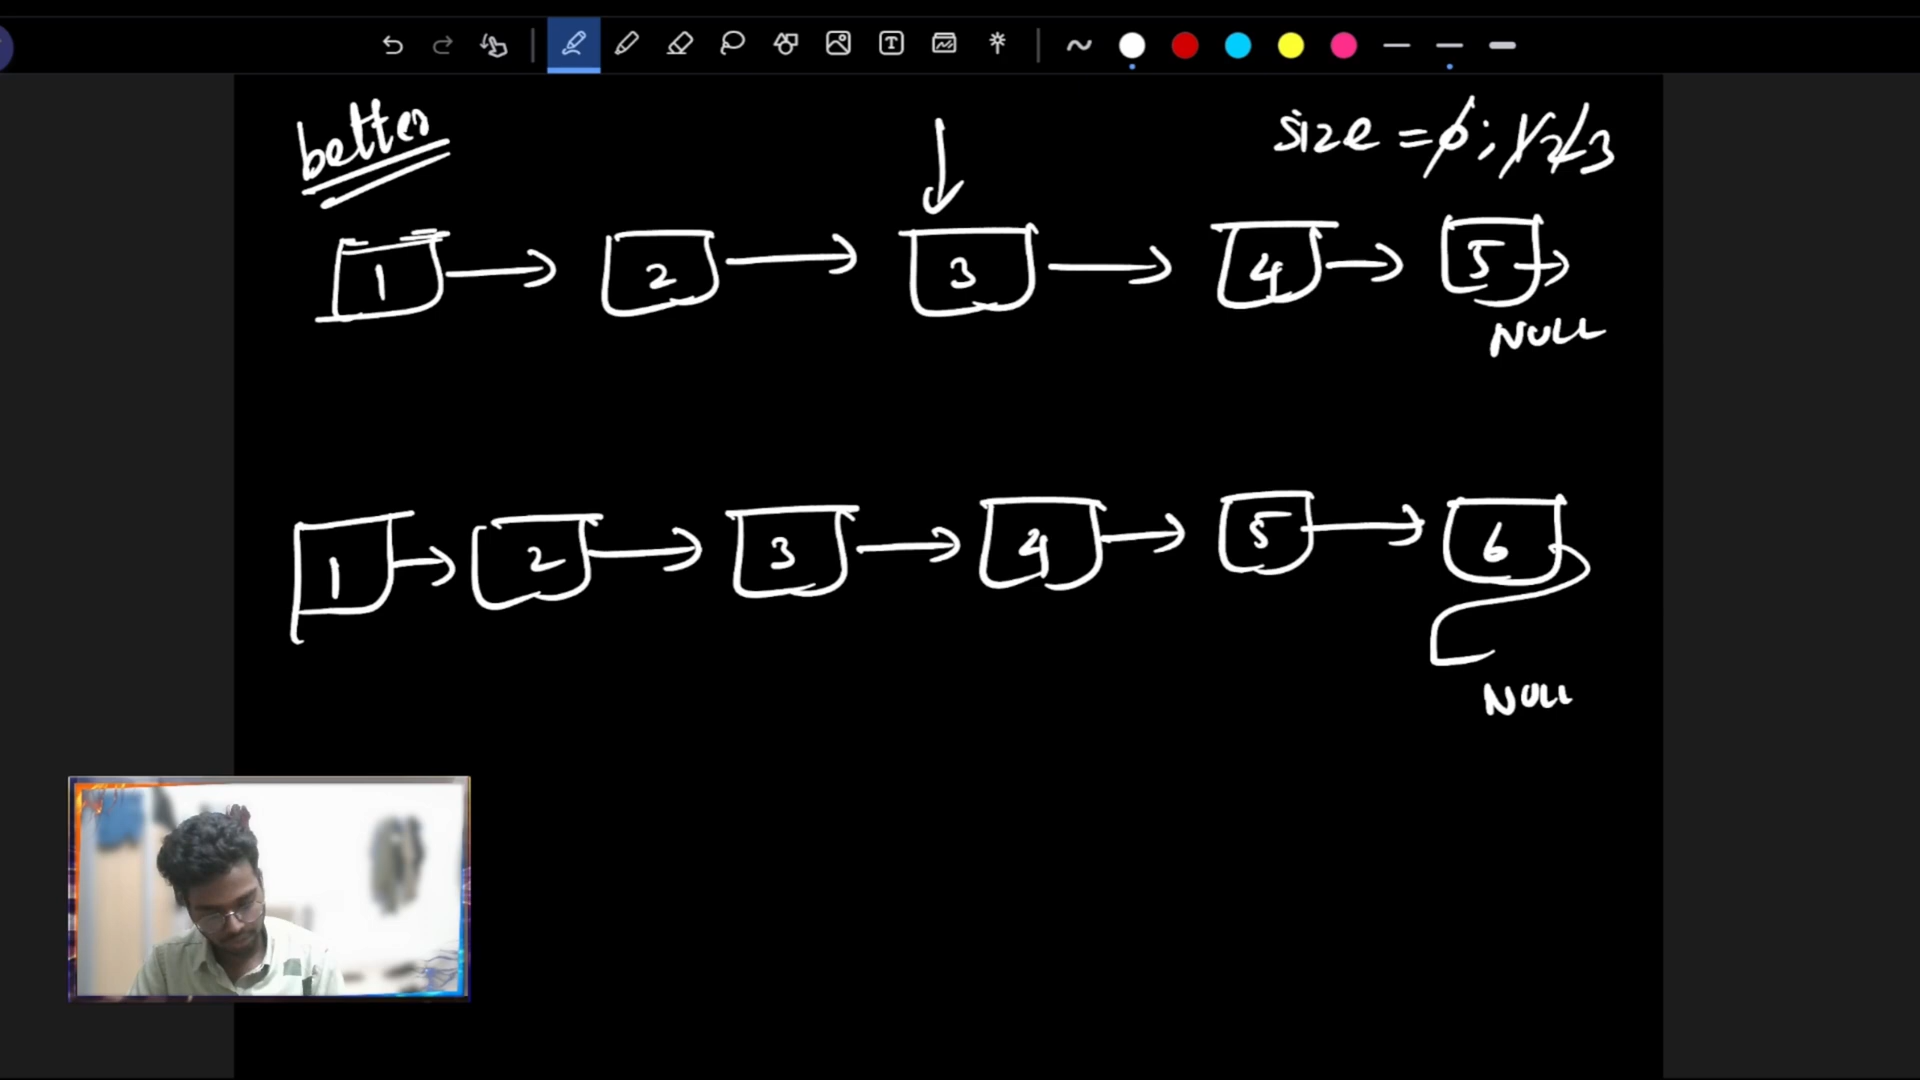 better
size = 0; 1 2 3
1 → 2 → 3 → 4 → 5 →
NULL
1 → 2 → 3 → 4 → 5 → 6
NULL